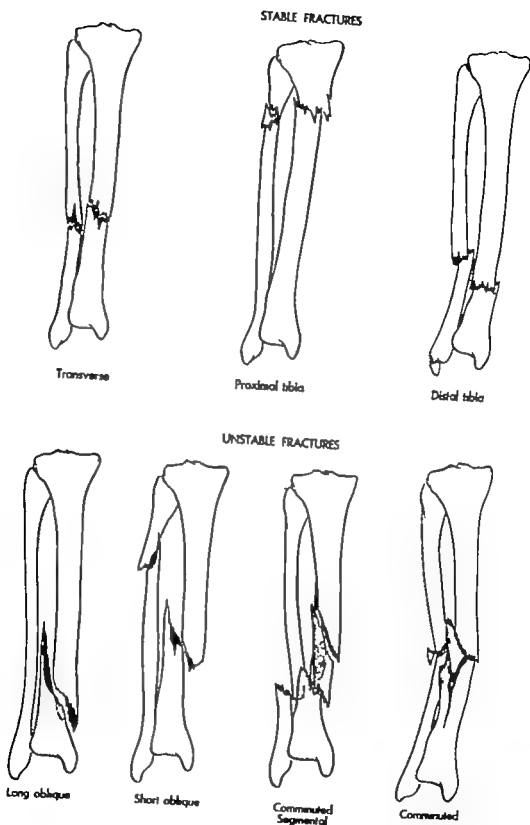 STABLE FRACTURES
Transverse
Proximal tibia
Distal tibia
UNSTABLE FRACTURES
Long oblique
Short oblique
Comminuted
Segmental
Comminuted